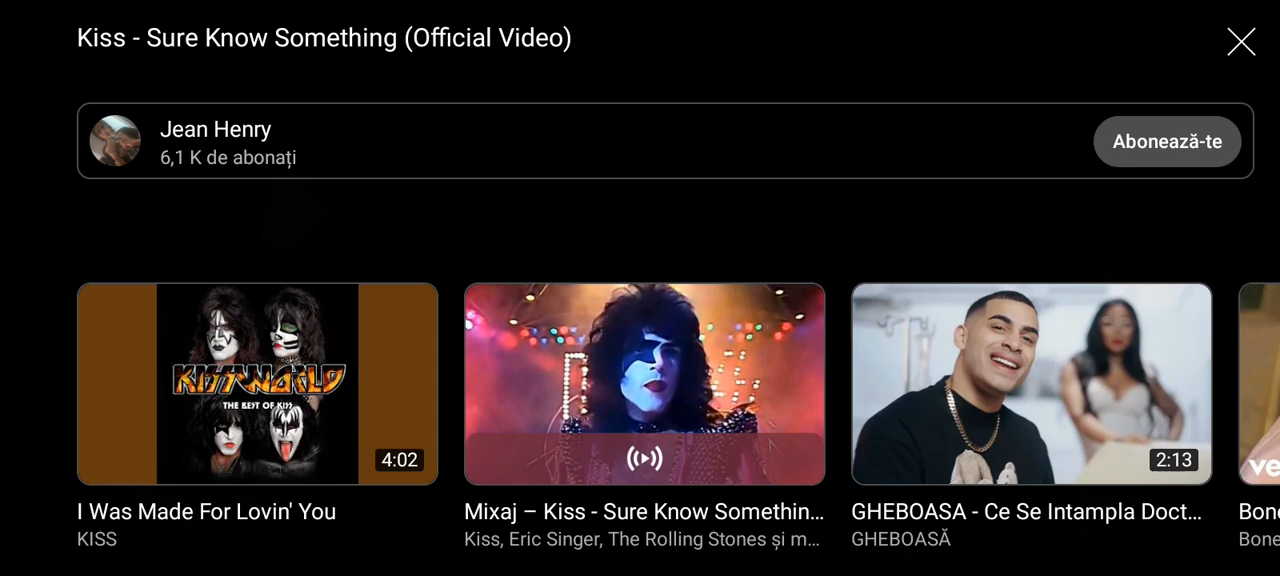 Kiss - Sure Know Something (Official Video)
Jean Henry
6,1 K de abonați
Abonează-te
KISSWORLD
THE BEST OF KISS
4:02
2:13
ve
I Was Made For Lovin' You
KISS
Mixaj – Kiss - Sure Know Somethin...
Kiss, Eric Singer, The Rolling Stones și m...
GHEBOASA - Ce Se Intampla Doct...
GHEBOASĂ
Bone
Bone